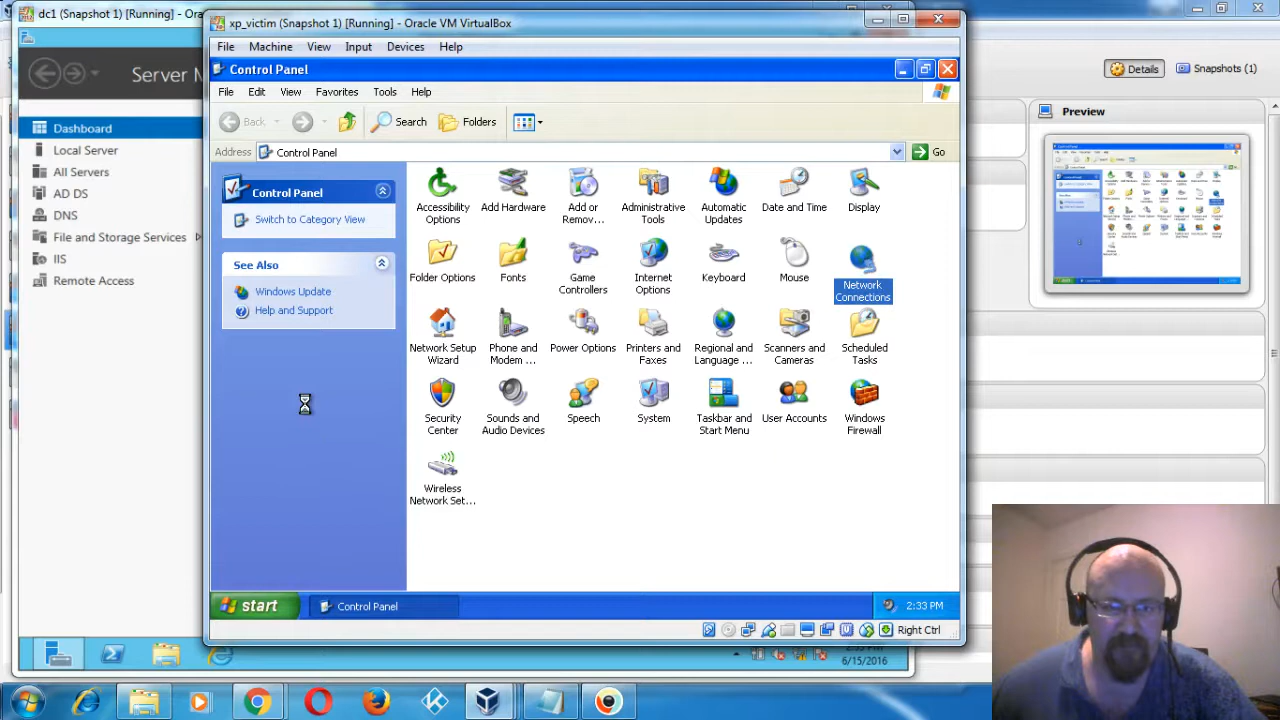 dc1 (Snapshot 1) [Running] - Oracle VM VirtualBox
xp_victim (Snapshot 1) [Running] - Oracle VM VirtualBox
File Machine View Input Devices Help
Control Panel
File Edit View Favorites Tools Help
Back Search Folders
Address Control Panel Go
Server M
Dashboard
Local Server
All Servers
AD DS
DNS
File and Storage Services
IIS
Remote Access
Control Panel
Switch to Category View
See Also
Windows Update
Help and Support
Accessibility Options
Add Hardware
Add or Remov...
Administrative Tools
Automatic Updates
Date and Time
Display
Folder Options
Fonts
Game Controllers
Internet Options
Keyboard
Mouse
Network Connections
Network Setup Wizard
Phone and Modem ...
Power Options
Printers and Faxes
Regional and Language ...
Scanners and Cameras
Scheduled Tasks
Security Center
Sounds and Audio Devices
Speech
System
Taskbar and Start Menu
User Accounts
Windows Firewall
Wireless Network Set...
Details Snapshots (1)
Preview
start Control Panel 2:33 PM
Right Ctrl
6/15/2016